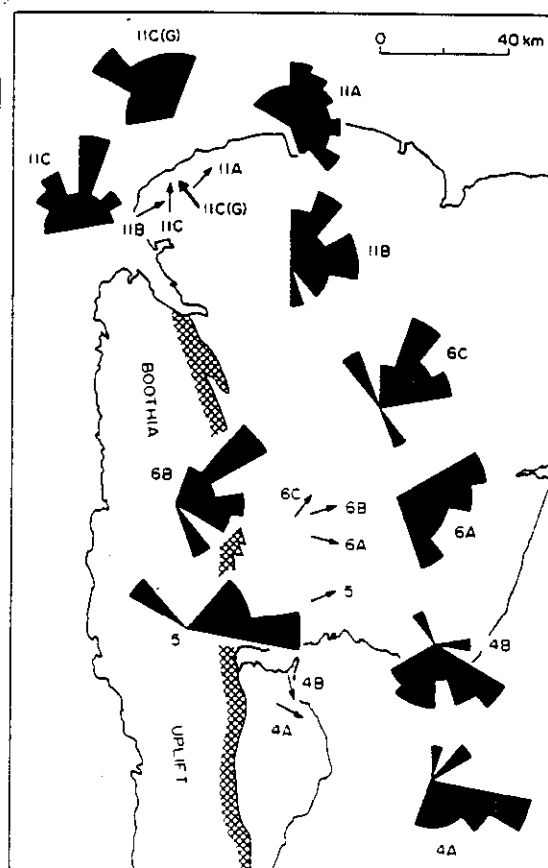 11C(G)
0 40 km
11A
11C
11A
11B 11C 11C(G)
11B
BOOTHIA
6C
6B
6C
6B
6A
6A
5
5
4B
4B
4A
UPLIFT
4A